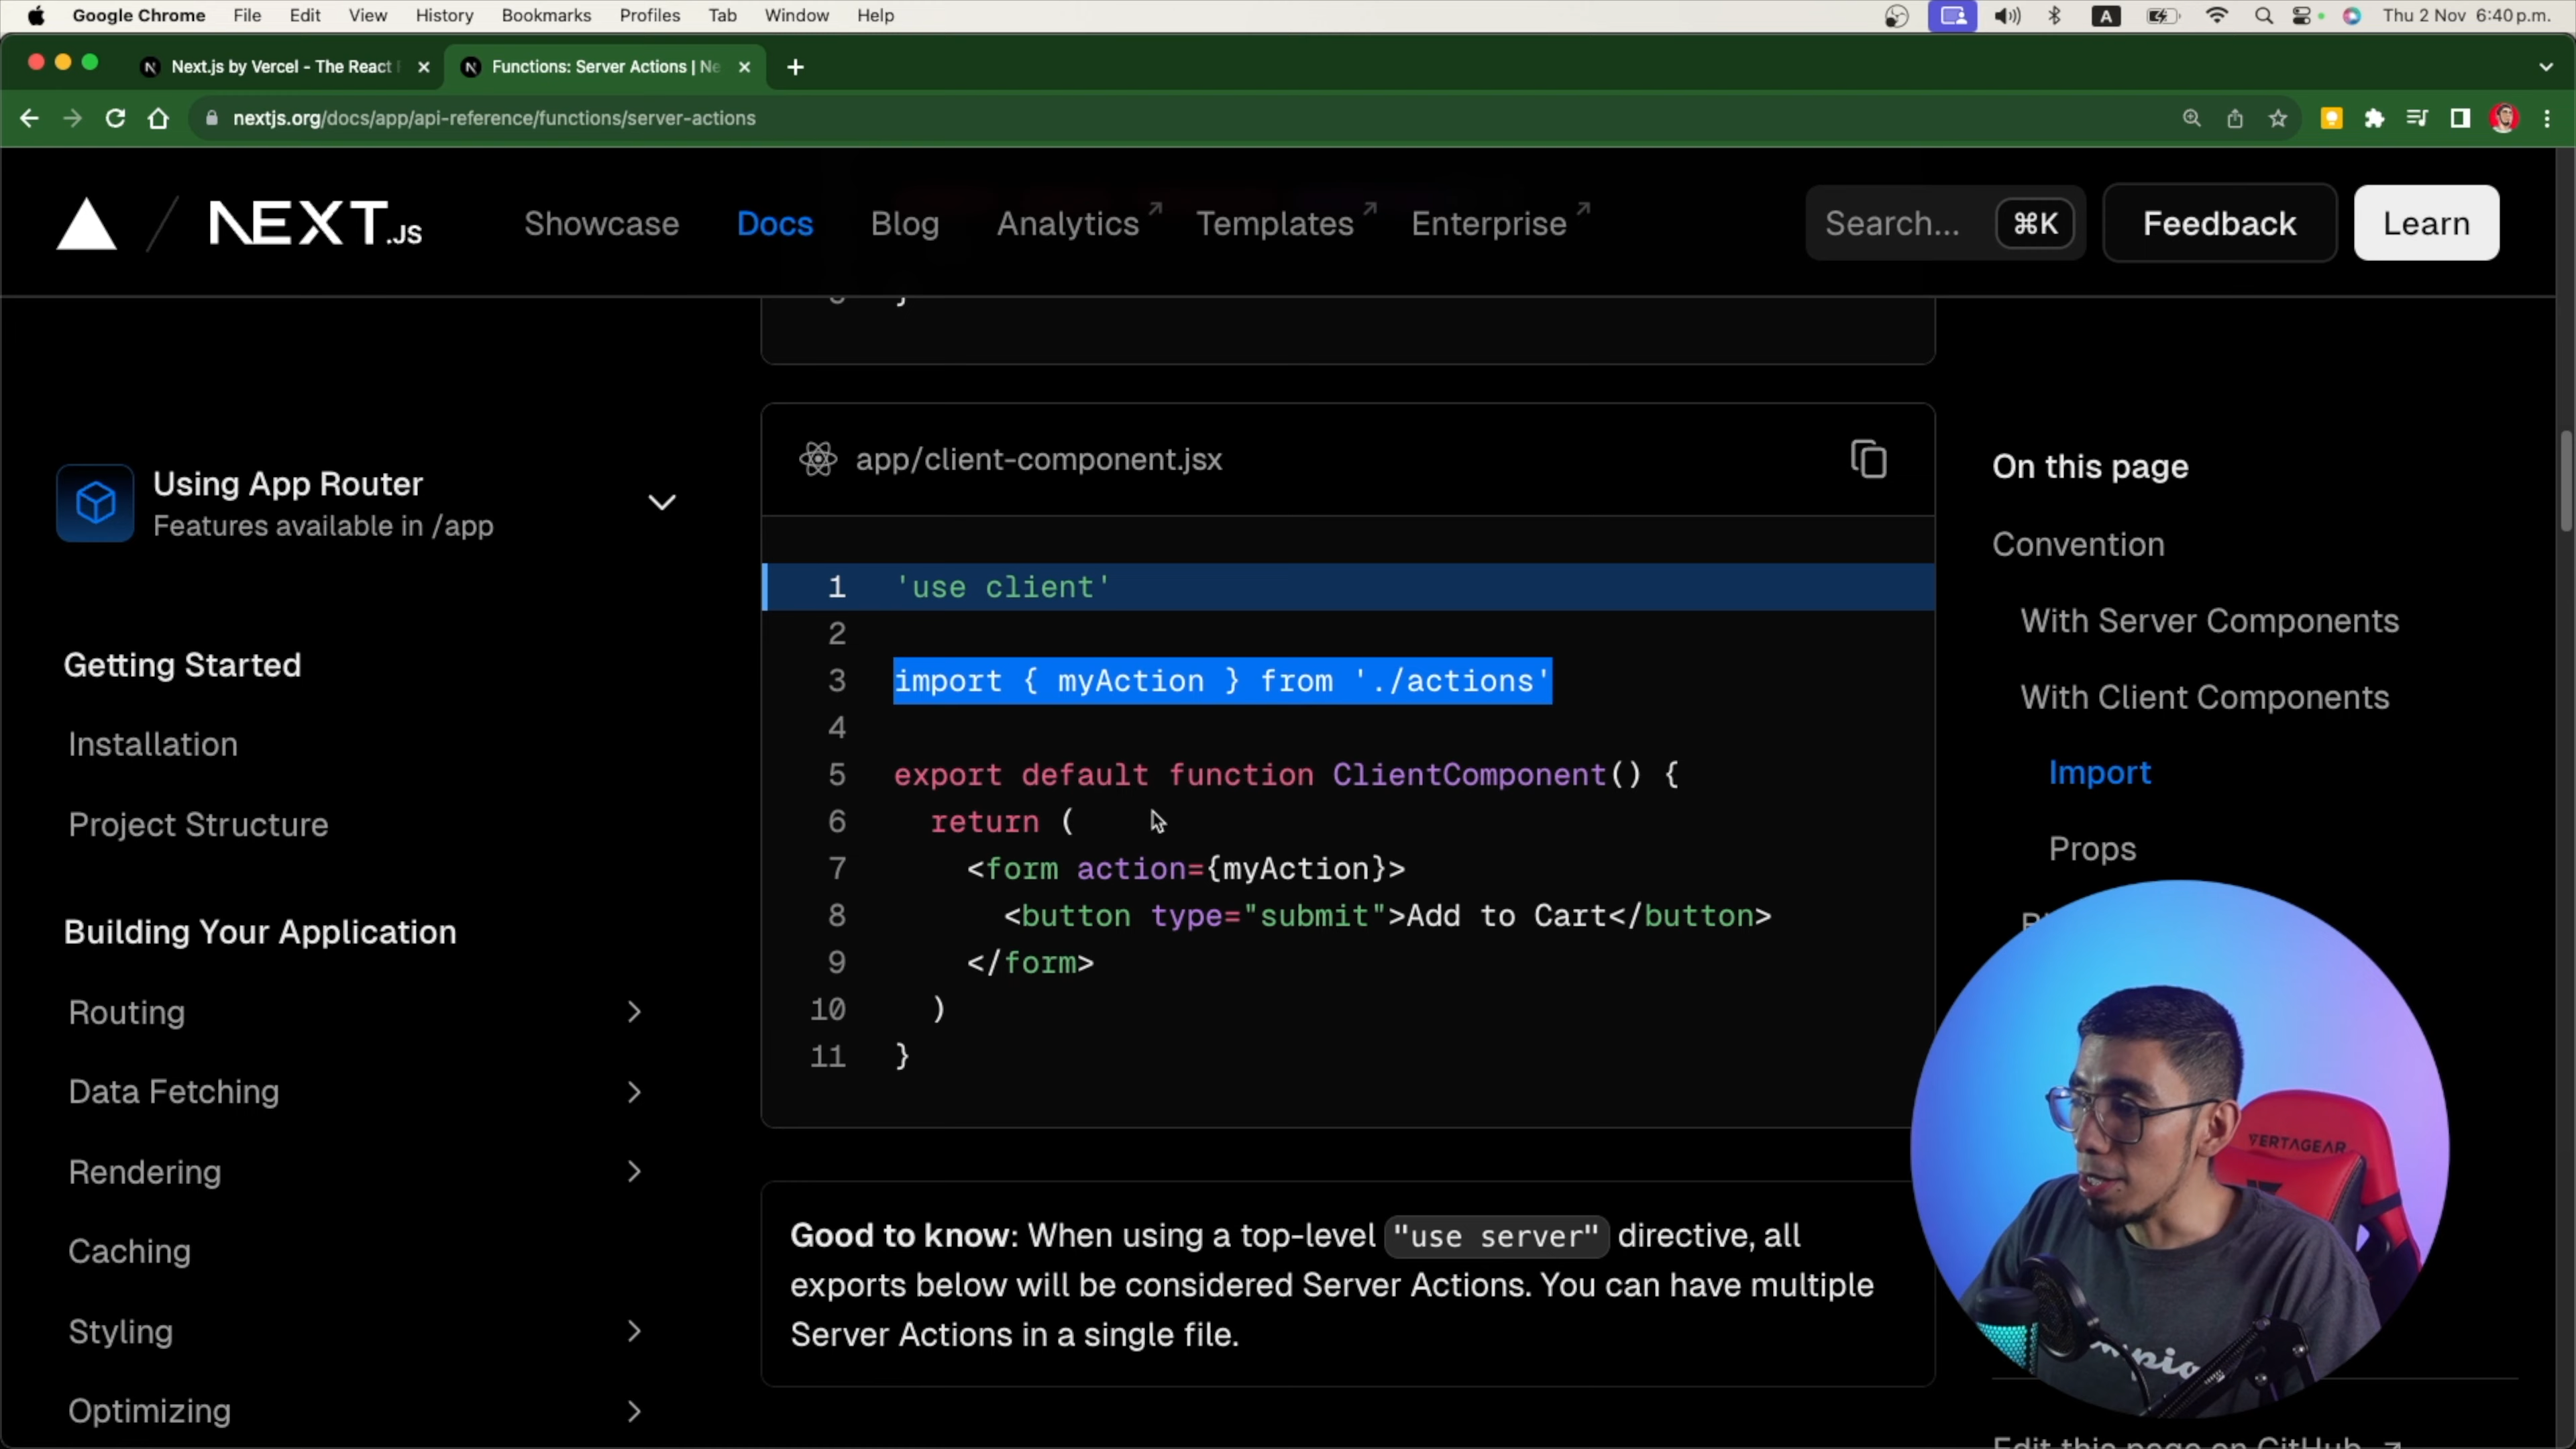 Google Chrome File Edit View History Bookmarks Profiles Tab Window Help
A
Thu 2 Nov 6:40 p.m.
Next.js by Vercel - The React
Functions: Server Actions | Ne
nextjs.org/docs/app/api-reference/functions/server-actions
NEXT.JS
Showcase Docs Blog Analytics Templates Enterprise
Search... ⌘K
Feedback
Learn
Using App Router
Features available in /app
Getting Started
Installation
Project Structure
Building Your Application
Routing
Data Fetching
Rendering
Caching
Styling
Optimizing
app/client-component.jsx
1 'use client'
2
3 import { myAction } from './actions'
4
5 export default function ClientComponent() {
6 return (
7 <form action={myAction}>
8 <button type="submit">Add to Cart</button>
9 </form>
10 )
11 }
Good to know: When using a top-level "use server" directive, all
exports below will be considered Server Actions. You can have multiple
Server Actions in a single file.
On this page
Convention
With Server Components
With Client Components
Import
Props
VERTAGEAR
Edit this page on GitHub